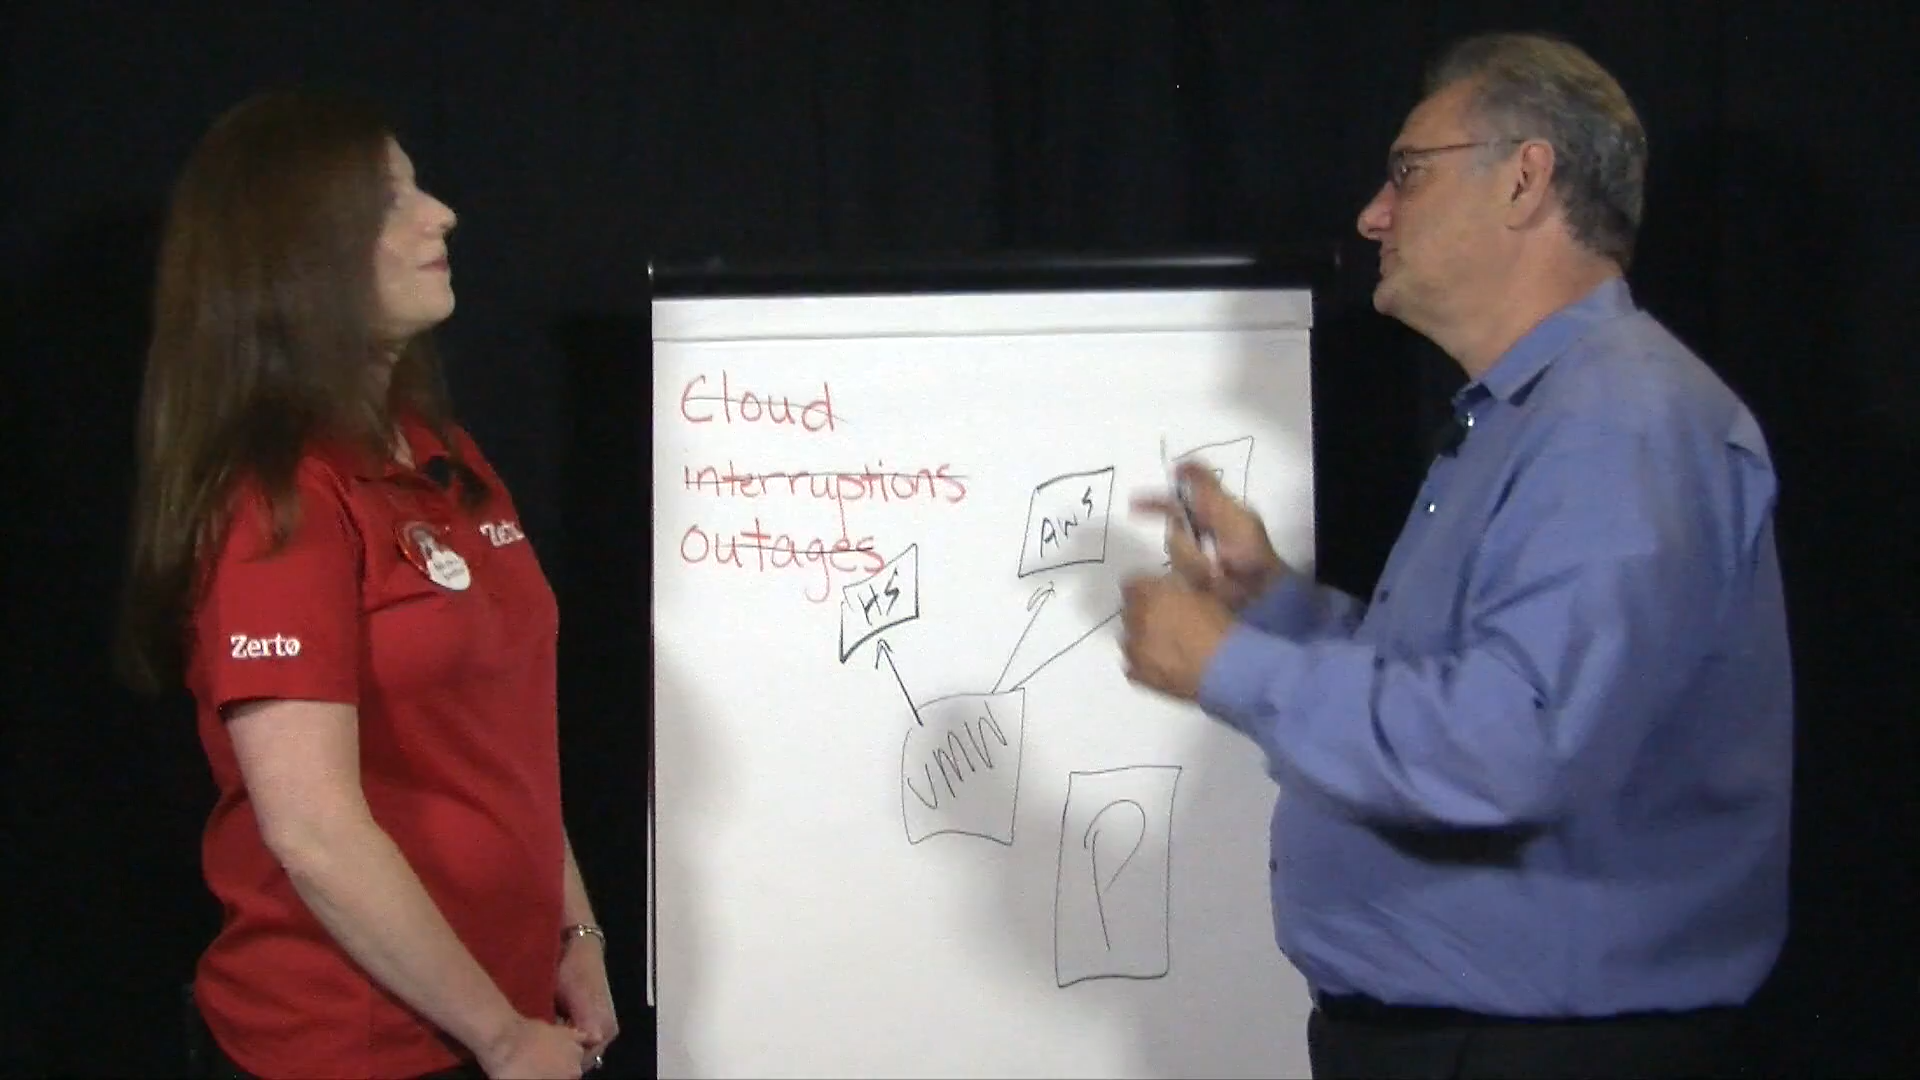 Cloud
interruptions
outages
AWS
HS
VMW
P
Zerto
Zerto